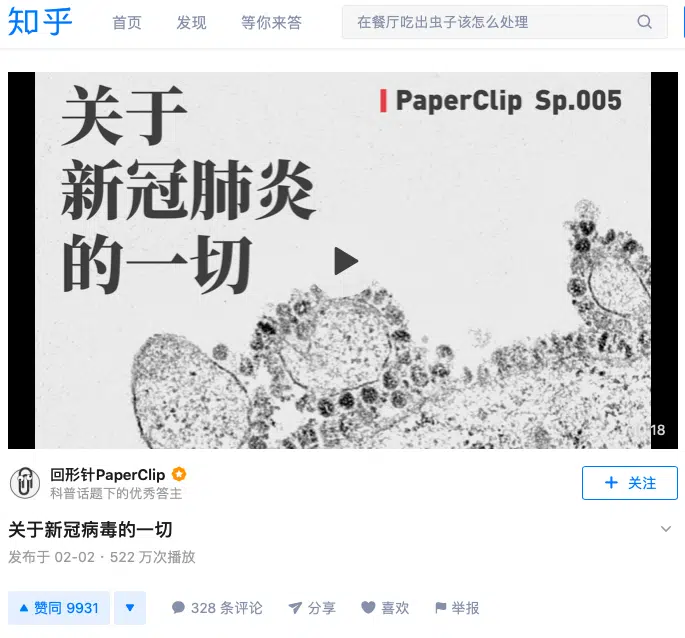 知乎
首页 发现 等你来答 在餐厅吃出虫子该怎么处理
关于
新冠肺炎
的一切
PaperClip Sp.005
18
回形针PaperClip
科普话题下的优秀答主
+ 关注
关于新冠病毒的一切
发布于 02-02 · 522 万次播放
赞同 9931 328 条评论 分享 喜欢 举报